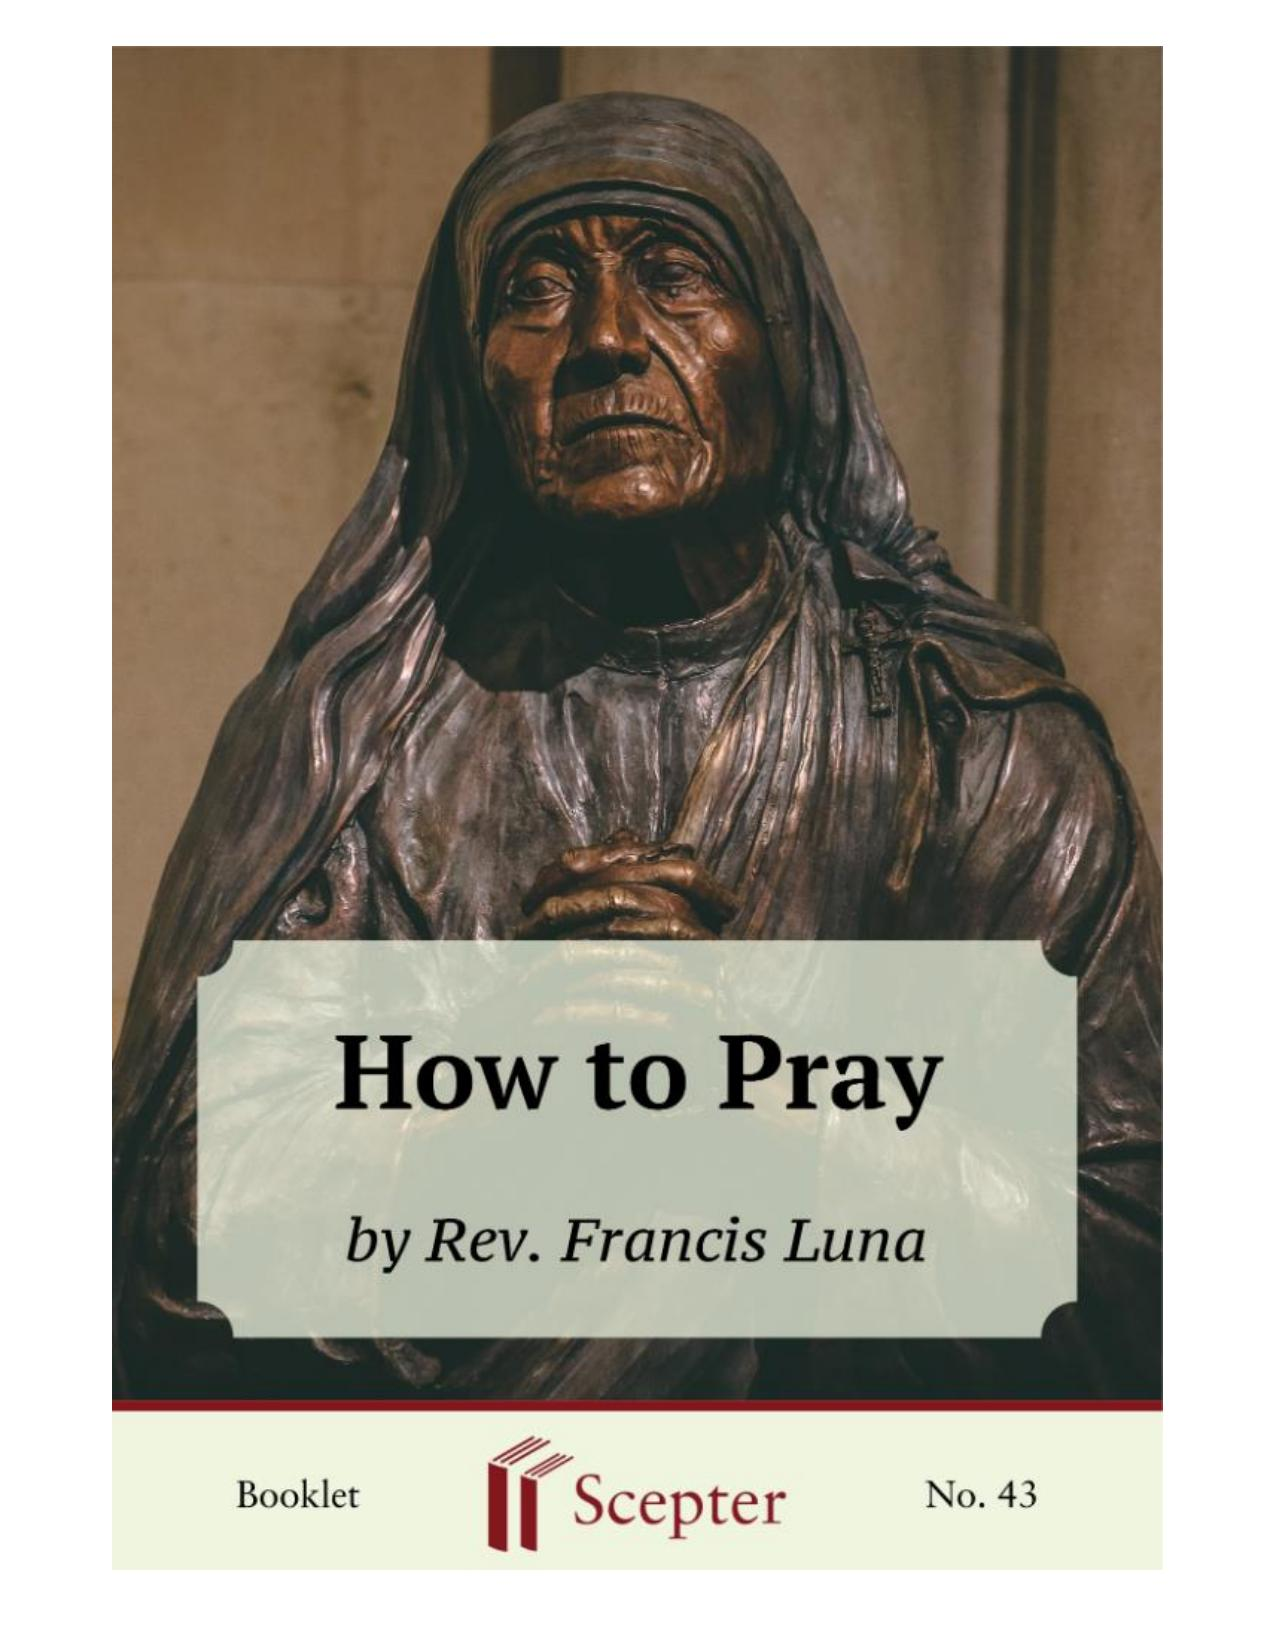 How to Pray
by Rev. Francis Luna
Booklet
Scepter
No. 43